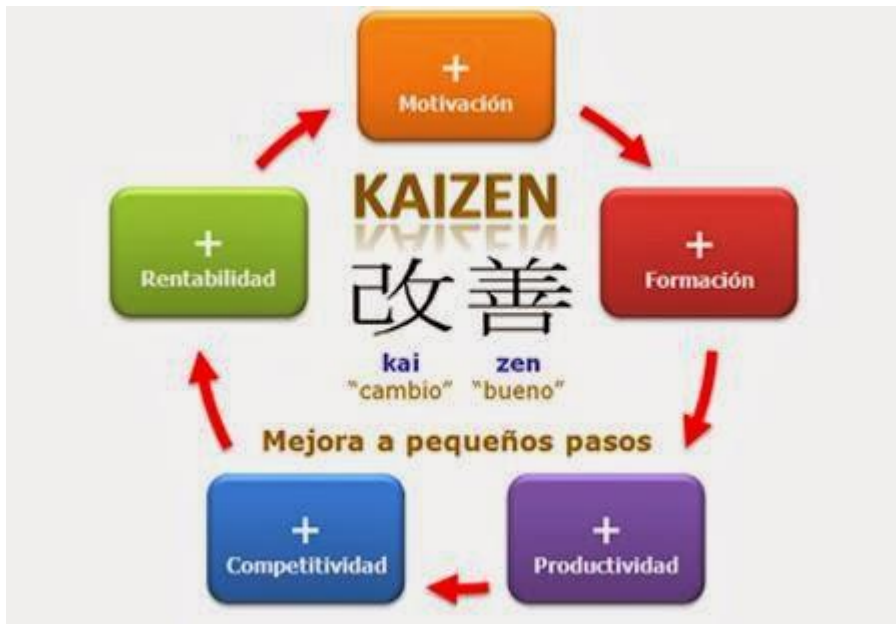 +
Motivación
KAIZEN
+
Rentabilidad
+
Formación
改善
kai zen
"cambio" "bueno"
Mejora a pequeños pasos
+
Competitividad
+
Productividad